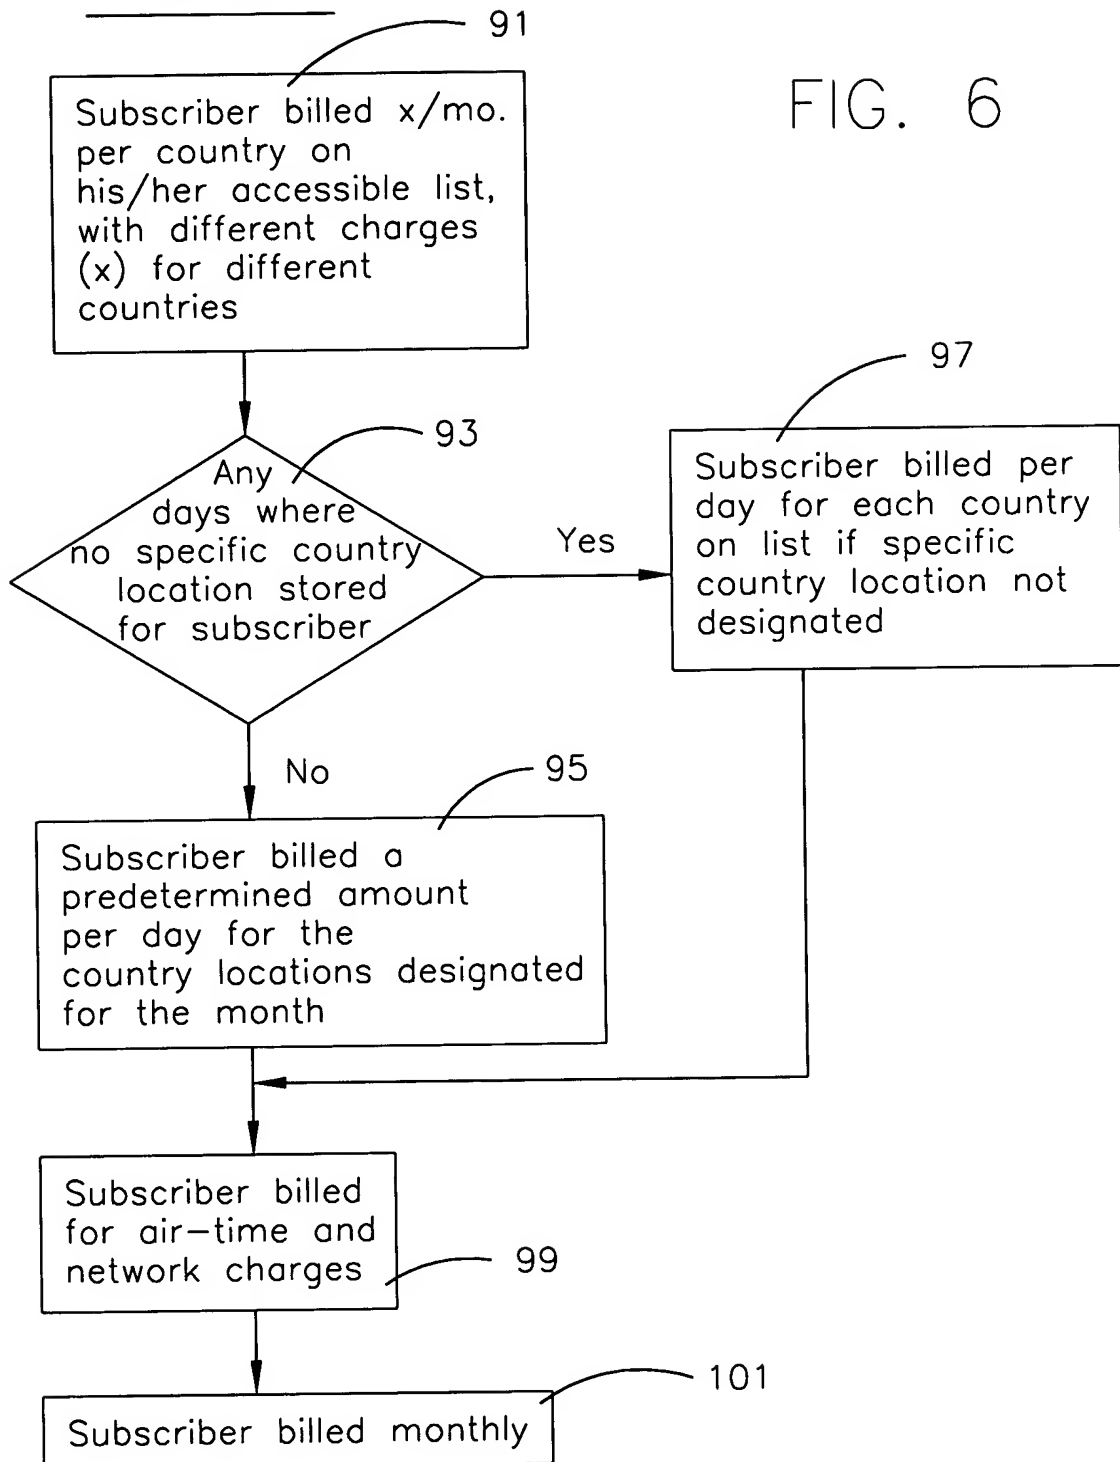 91
FIG. 6
Subscriber billed x/mo.
per country on
his/her accessible list,
with different charges
(x) for different
countries
97
93
Any
days where
no specific country
location stored
for subscriber
Yes
Subscriber billed per
day for each country
on list if specific
country location not
designated
No
95
Subscriber billed a
predetermined amount
per day for the
country locations designated
for the month
Subscriber billed
for air-time and
network charges
99
101
Subscriber billed monthly